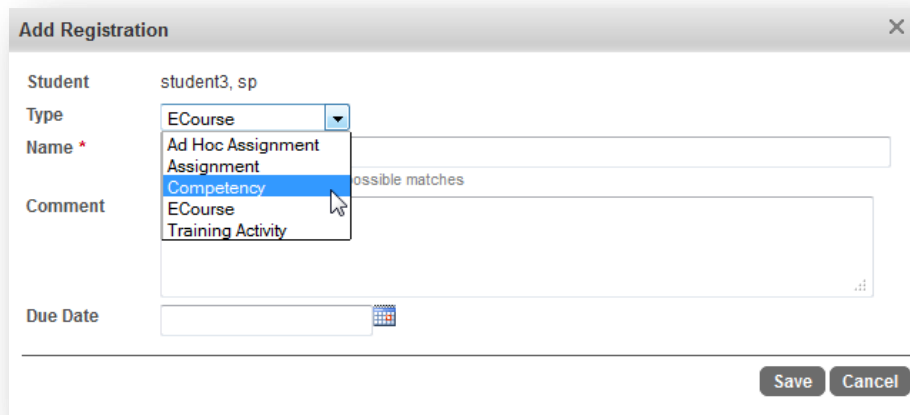 Add Registration
Student student3, sp
Type ECourse
Name * Ad Hoc Assignment
Assignment
Competency possible matches
Comment ECourse
Training Activity
Due Date
Save Cancel